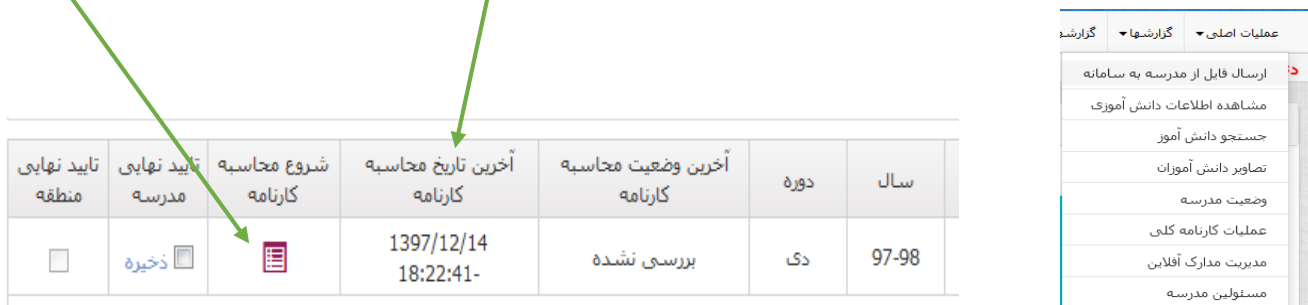 عملیات اصلی گزارشها گزارشه
ارسال فایل از مدرسه به سامانه
مشاهده اطلاعات دانش آموزی
جستجو دانش آموز
تصاویر دانش آموزان
وضعیت مدرسه
عملیات کارنامه کلی
مدیریت مدارک آفلاین
مسئولین مدرسه
سال
دوره
آخرین وضعیت محاسبه
کارنامه
آخرین تاریخ محاسبه
کارنامه
شروع محاسبه
کارنامه
تایید نهایی
مدرسه
تایید نهایی
منطقه
97-98
دی
بررسی نشده
1397/12/14
18:22:41-
ذخیره